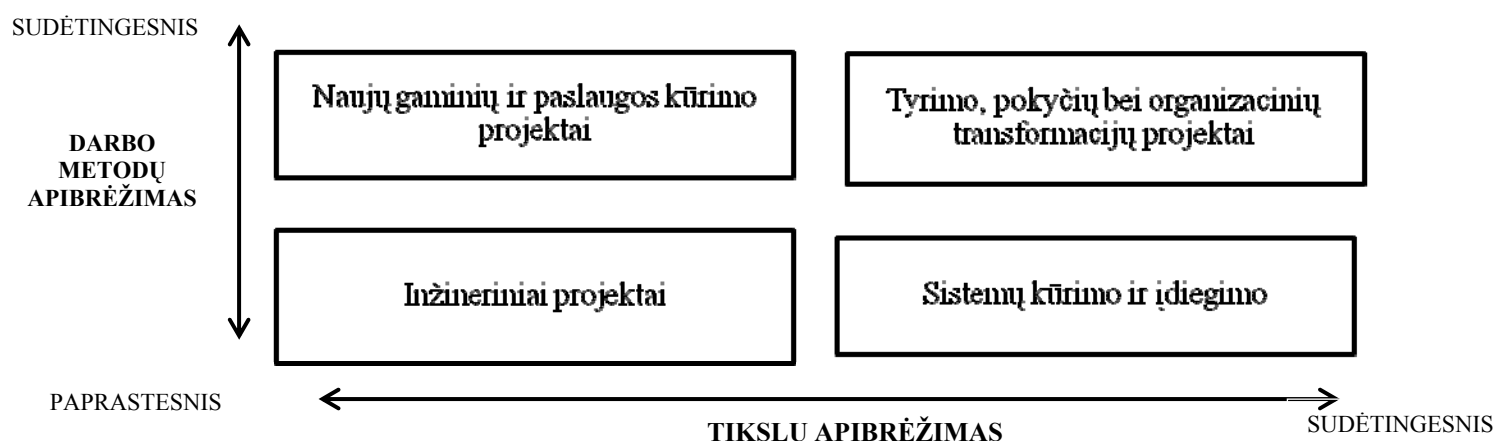 SUDĖTINGESNIS
Naujų gaminių ir paslaugos kūrimo
projektai
Tyrimo, pokyčių bei organizacinių
transformacijų projektai
DARBO
METODŲ
APIBRĖŽIMAS
Inžineriniai projektai
Sistemų kūrimo ir įdiegimo
PAPRASTESNIS
TIKSLU APIBRĖŽIMAS
SUDĖTINGESNIS